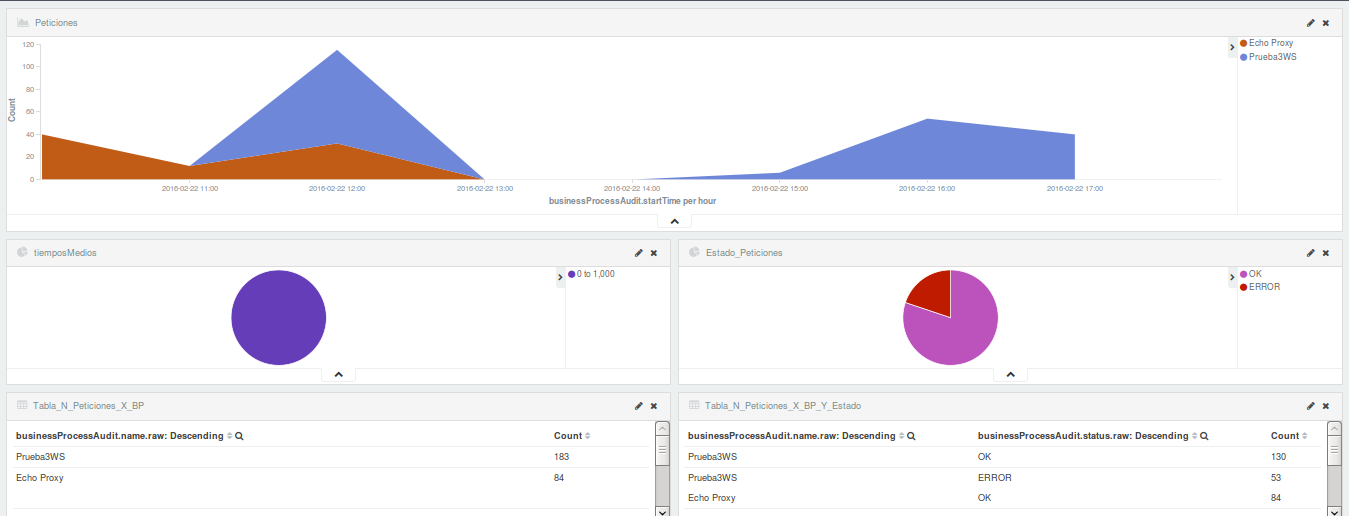 Peticiones
120
100
80
60
40
20
0
Count
2016-02-22 11:00
2016-02-22 12:00
2016-02-22 13:00
2016-02-22 14:00
2016-02-22 15:00
2016-02-22 16:00
2016-02-22 17:00
businessProcessAudit.startTime per hour
Echo Proxy
Prueba3WS
tiemposMedios
0 to 1,000
Estado_Peticiones
OK
ERROR
Tabla_N_Peticiones_X_BP
businessProcessAudit.name.raw: Descending Count
Prueba3WS 183
Echo Proxy 84
Tabla_N_Peticiones_X_BP_Y_Estado
businessProcessAudit.name.raw: Descending businessProcessAudit.status.raw: Descending Count
Prueba3WS OK 130
Prueba3WS ERROR 53
Echo Proxy OK 84